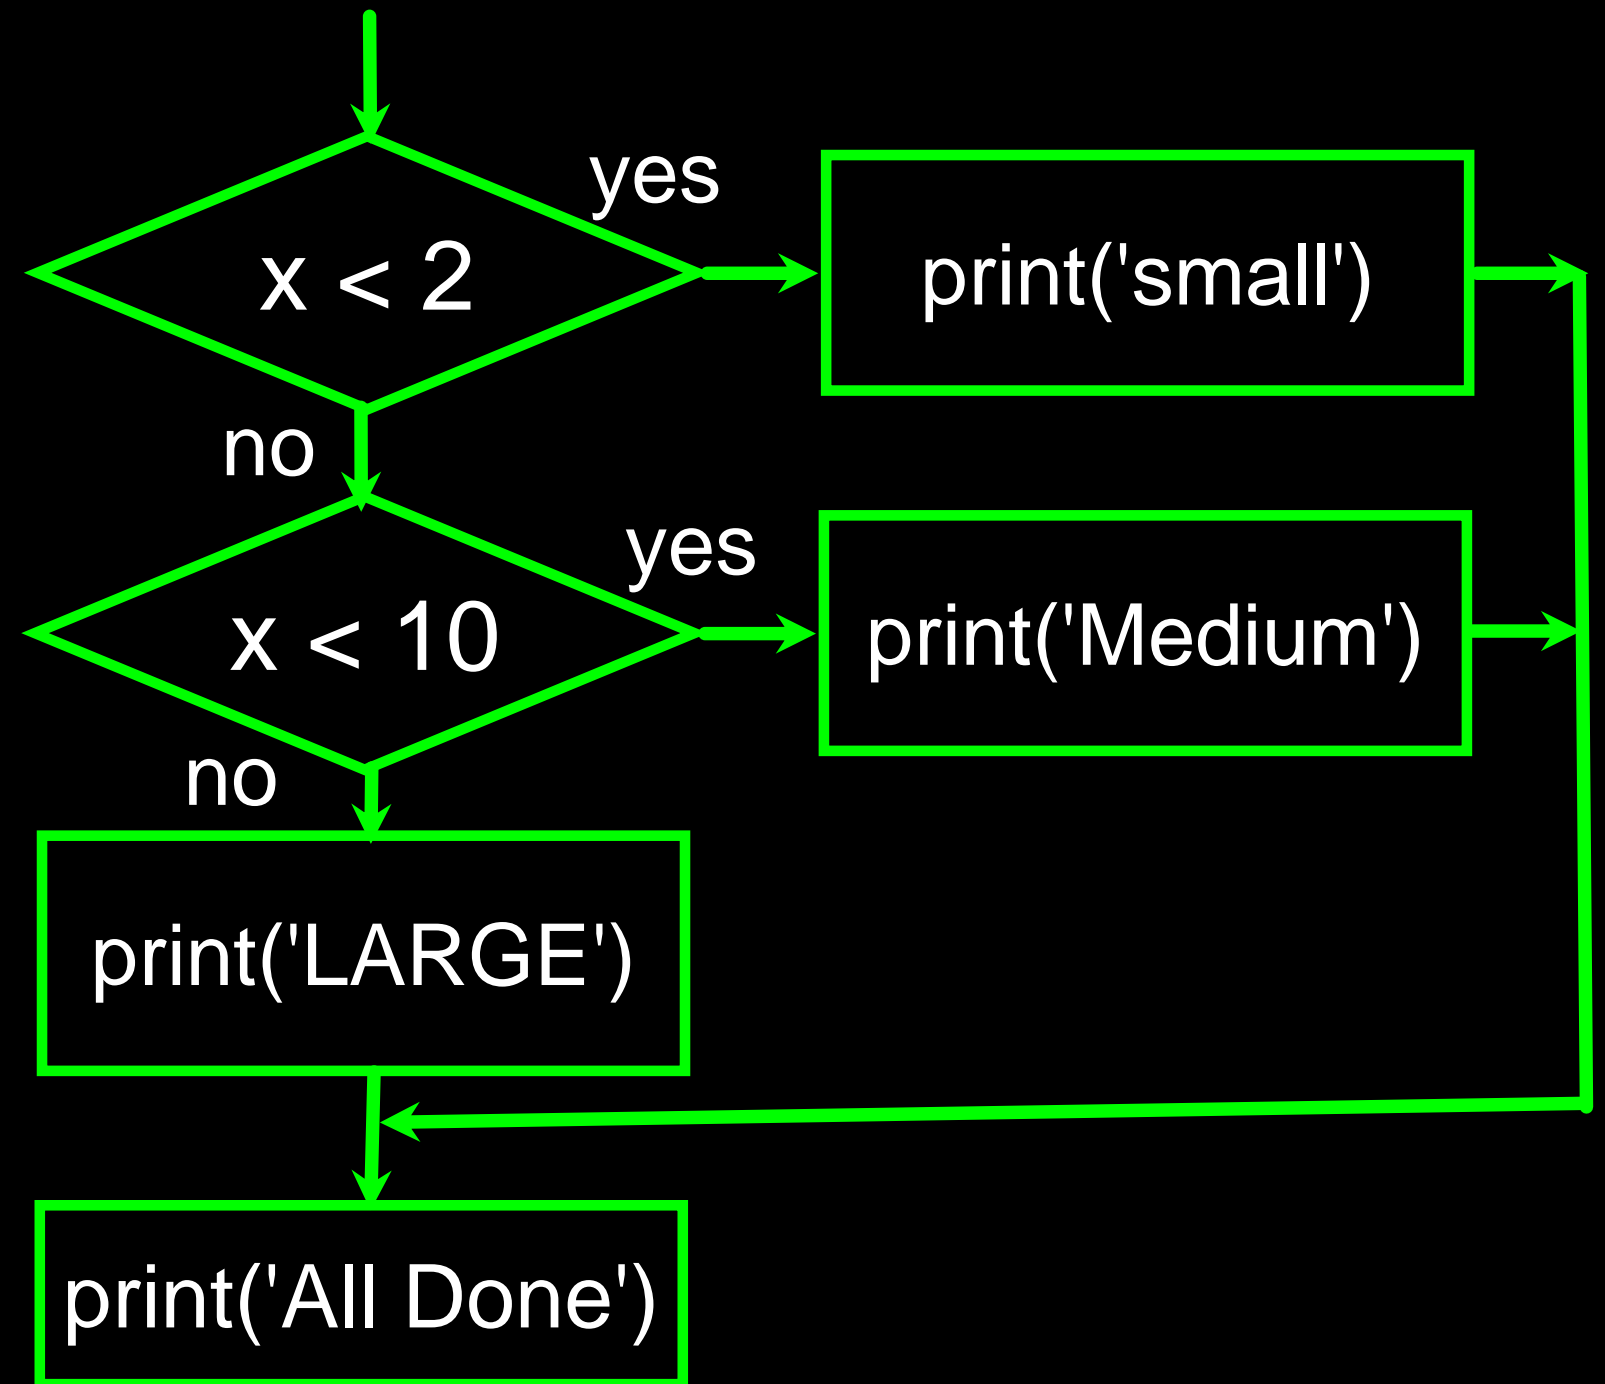 yes
x < 2
print('small')
no
yes
x < 10
print('Medium')
no
print('LARGE')
print('All Done')